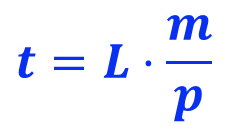 t = L · m/p